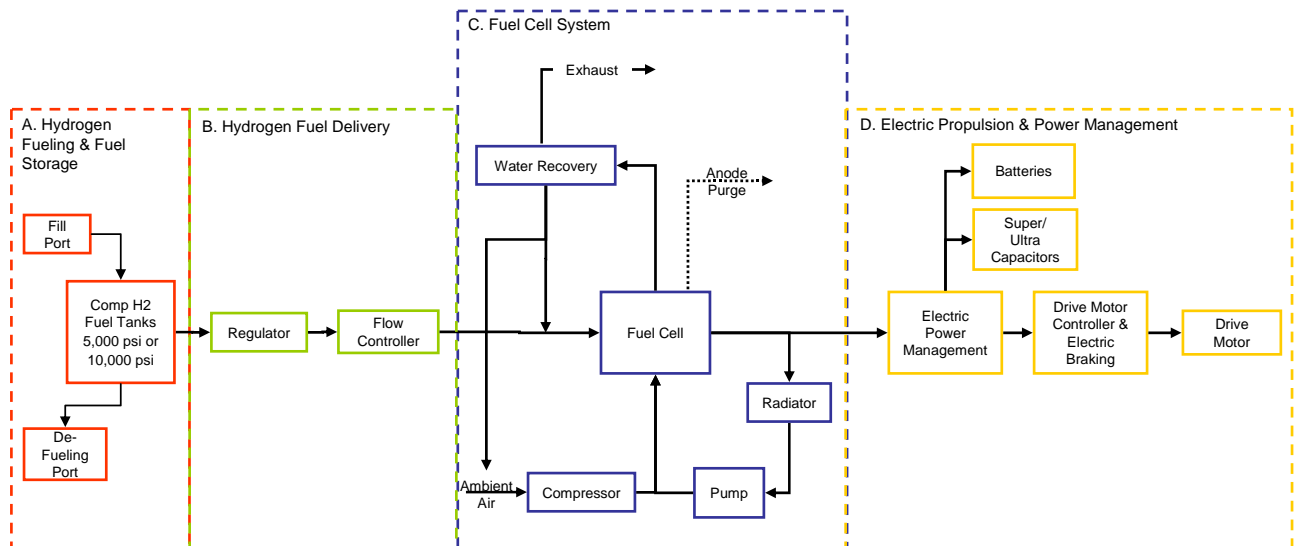 C. Fuel Cell System
Exhaust
A. Hydrogen
Fueling & Fuel
Storage
B. Hydrogen Fuel Delivery
D. Electric Propulsion & Power Management
Water Recovery
Anode
Purge
Batteries
Fill
Port
Super/
Ultra
Capacitors
Comp H2
Fuel Tanks
5,000 psi or
10,000 psi
Regulator
Flow
Controller
Fuel Cell
Electric
Power
Management
Drive Motor
Controller &
Electric
Braking
Drive
Motor
Radiator
De-
Fueling
Port
Ambient
Air
Compressor
Pump